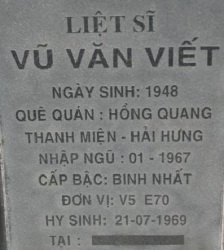 LIỆT SĨ
VŨ VĂN VIẾT
NGÀY SINH: 1948
QUÊ QUÁN : HỒNG QUANG
THANH MIỆN - HẢI HƯNG
NHẬP NGŨ : 01 - 1967
CẤP BẬC: BINH NHẤT
ĐƠN VỊ: V5 E70
HY SINH: 21-07-1969
TẠI :